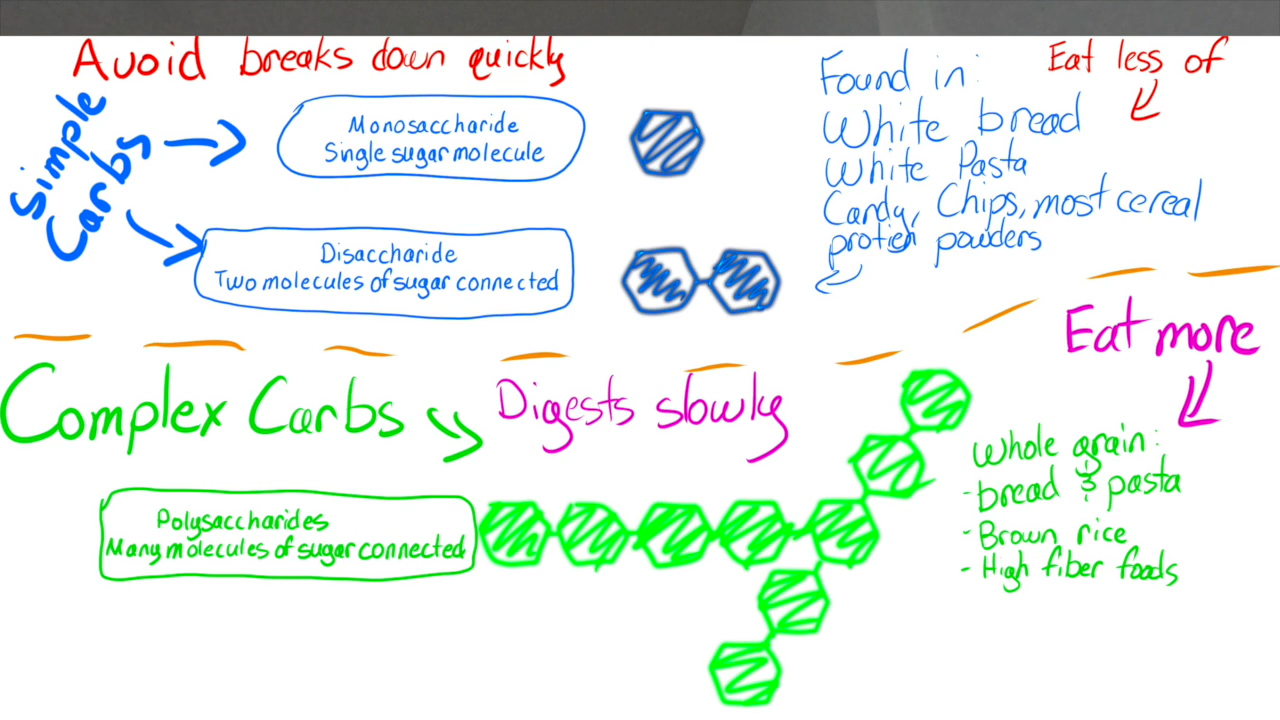 Avoid breaks down quickly
Simple
Carbs
Monosaccharide
Single sugar molecule
Disaccharide
Two molecules of sugar connected
Found in:
White bread
White Pasta
Candy, Chips, most cereal
protien powders
Eat less of
Eat more
Complex Carbs
Digests slowly
Polysaccharides
Many molecules of sugar connected
Whole grain:
- bread & pasta
- Brown rice
- High fiber foods